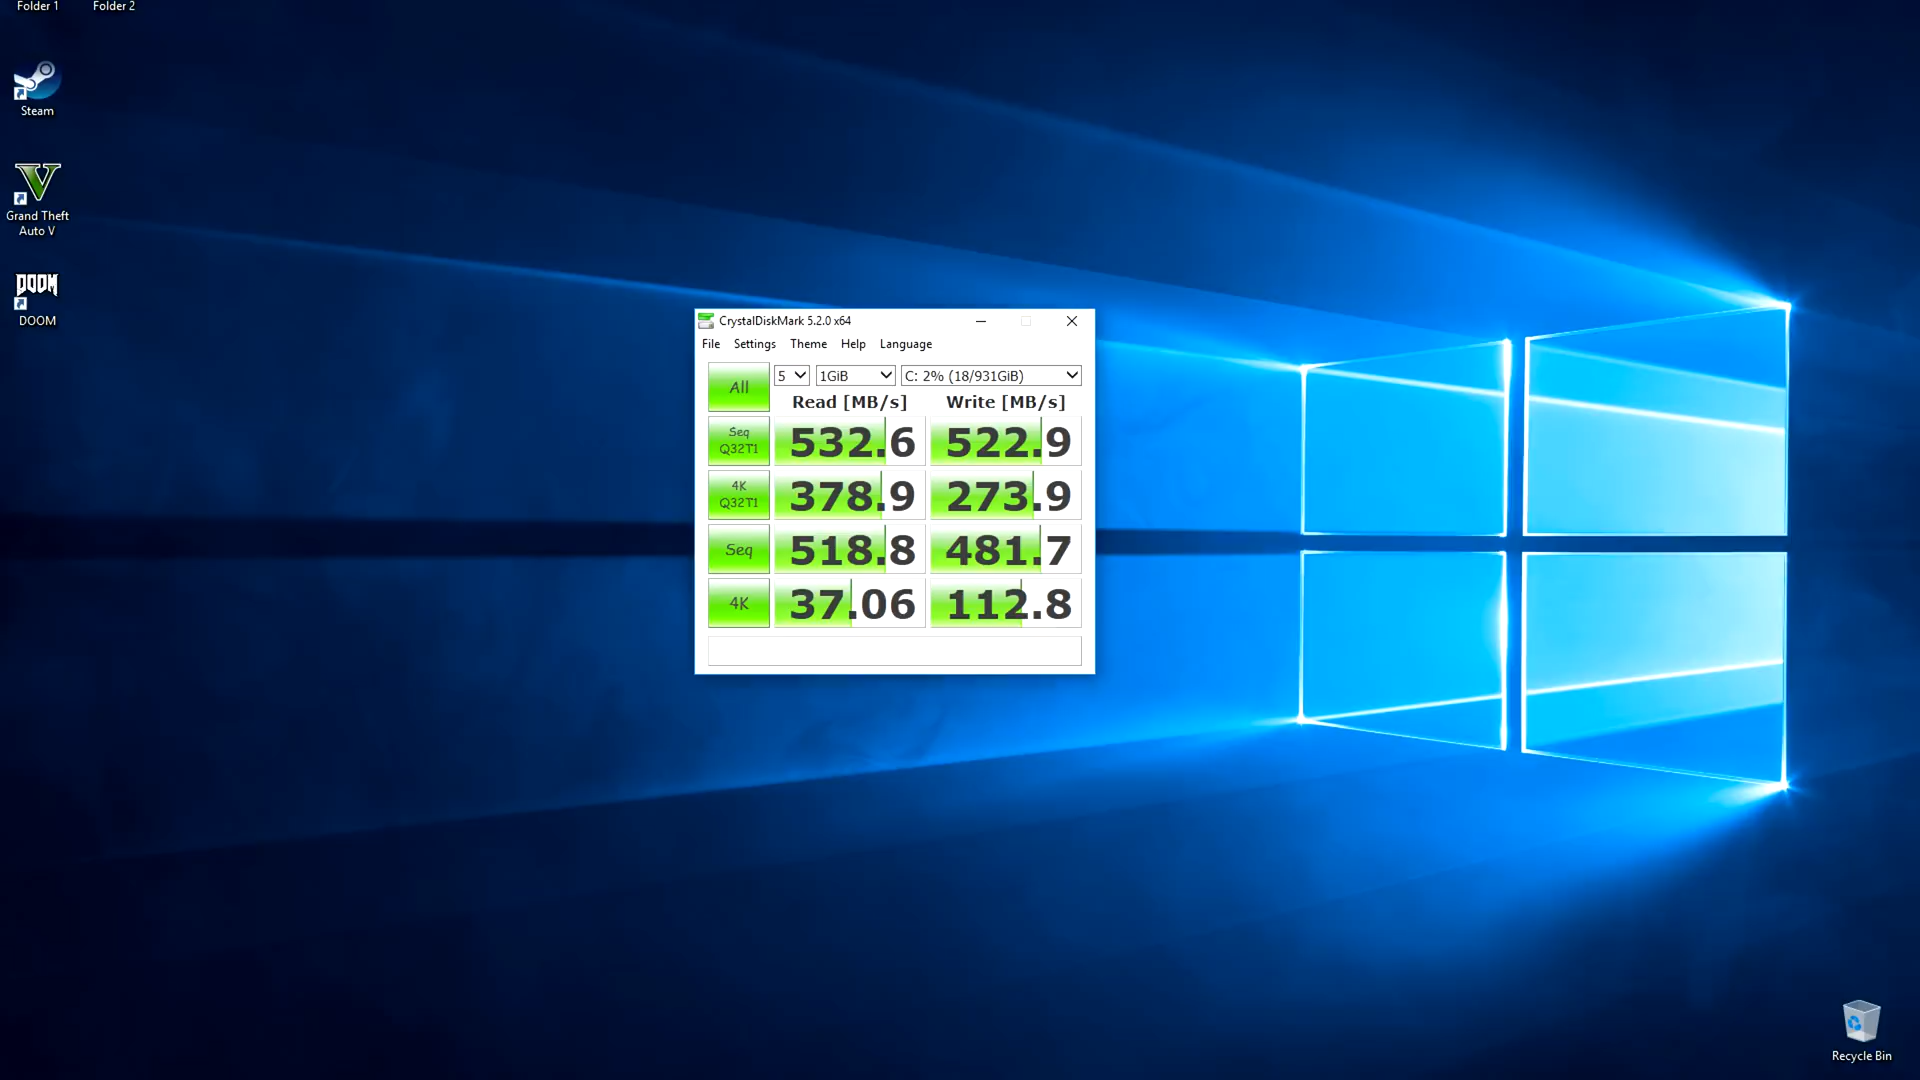 Folder 1 Folder 2
Steam
V
Grand Theft
Auto V
DOOM
DOOM
CrystalDiskMark 5.2.0 x64
File Settings Theme Help Language
All 5 1GiB C: 2% (18/931GiB)
Read [MB/s] Write [MB/s]
Seq
Q32T1 532.6 522.9
4K
Q32T1 378.9 273.9
Seq 518.8 481.7
4K 37.06 112.8
Recycle Bin